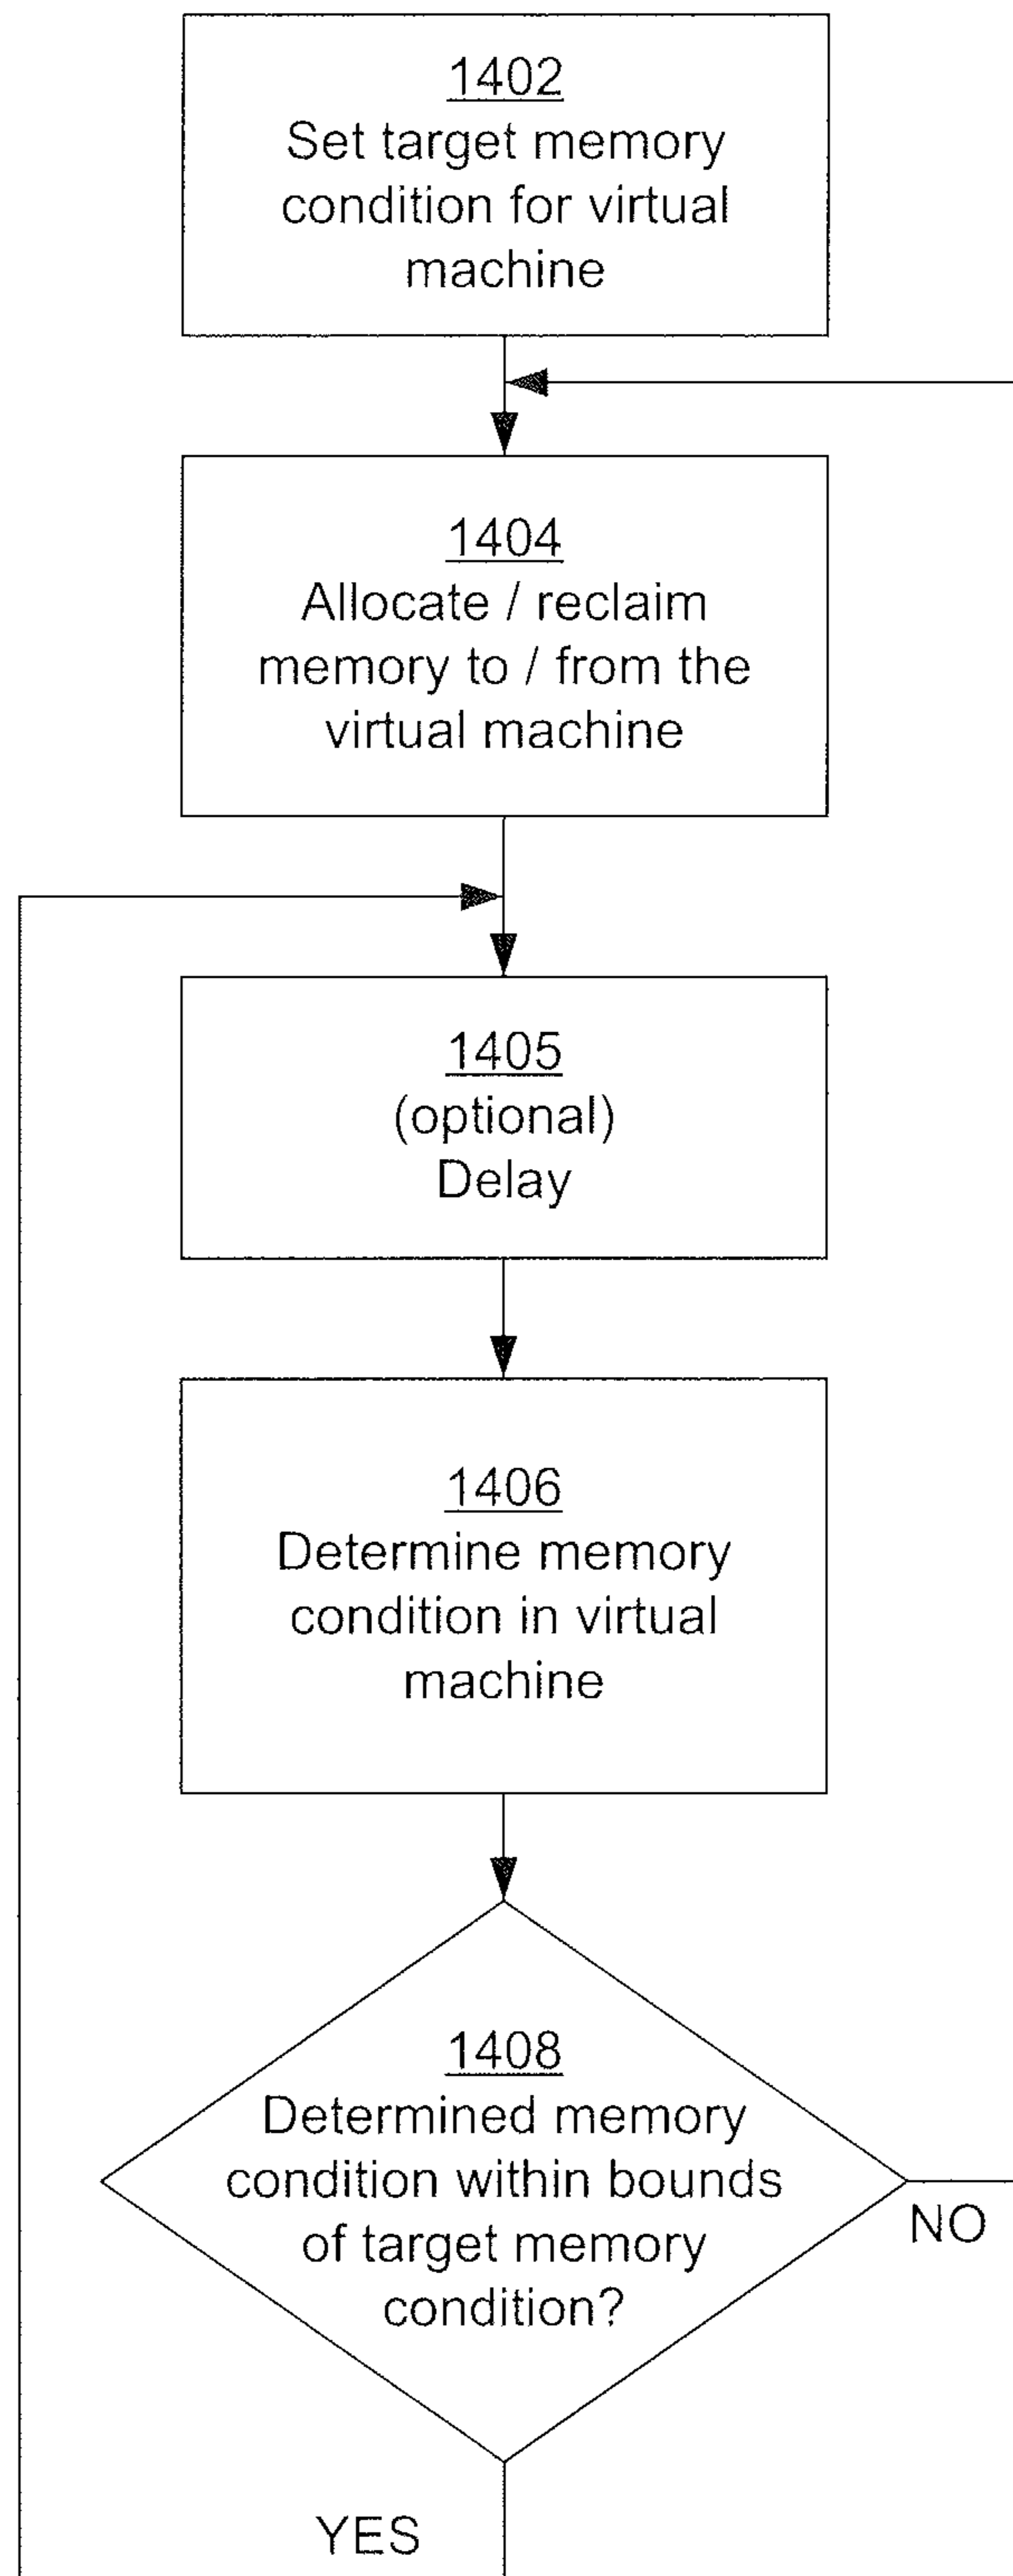 1402
Set target memory
condition for virtual
machine
1404
Allocate / reclaim
memory to / from the
virtual machine
1405
(optional)
Delay
1406
Determine memory
condition in virtual
machine
1408
Determined memory
condition within bounds
of target memory
condition?
NO
YES